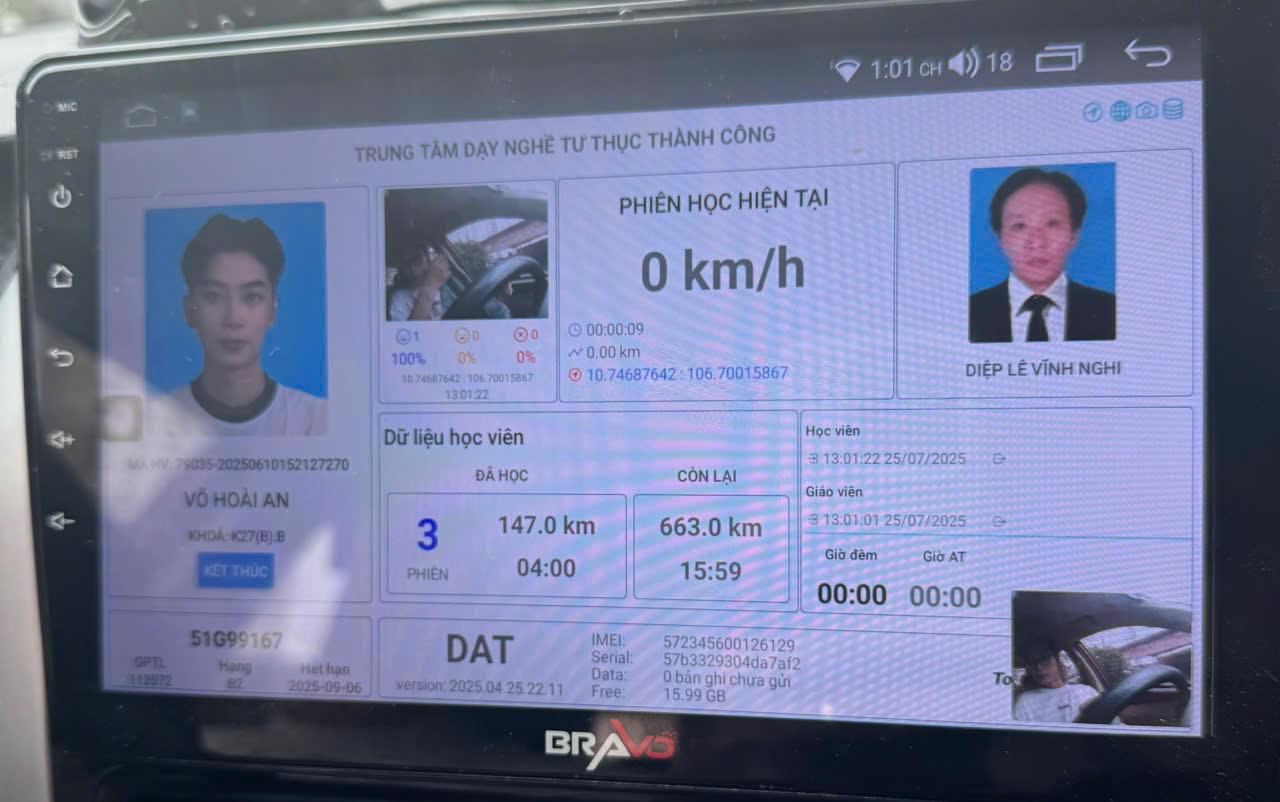 MIC
RST
1:01 CH 18
TRUNG TÂM DẠY NGHỀ TƯ THỤC THÀNH CÔNG
MÃ HV: 79035-20250610152127270
VÕ HOÀI AN
KHOÁ: K27(B).B
KẾT THÚC
1 0 0
100% 0% 0%
10.74687642 : 106.70015867
13:01:22
PHIÊN HỌC HIỆN TẠI
0 km/h
00:00:09
0.00 km
10.74687642 : 106.70015867
DIỆP LÊ VĨNH NGHI
Dữ liệu học viên
ĐÃ HỌC
CÒN LẠI
3
PHIÊN
147.0 km
04:00
663.0 km
15:59
Học viên
13:01:22 25/07/2025
Giáo viên
13:01:01 25/07/2025
Giờ đêm Giờ AT
00:00 00:00
51G99167
GPTL Hạng Hết hạn
112072 B2 2025-09-06
DAT
version: 2025.04.25.22.11
IMEI: 572345600126129
Serial: 57b3329304da7af2
Data: 0 bản ghi chưa gửi
Free: 15.99 GB
BRAVO